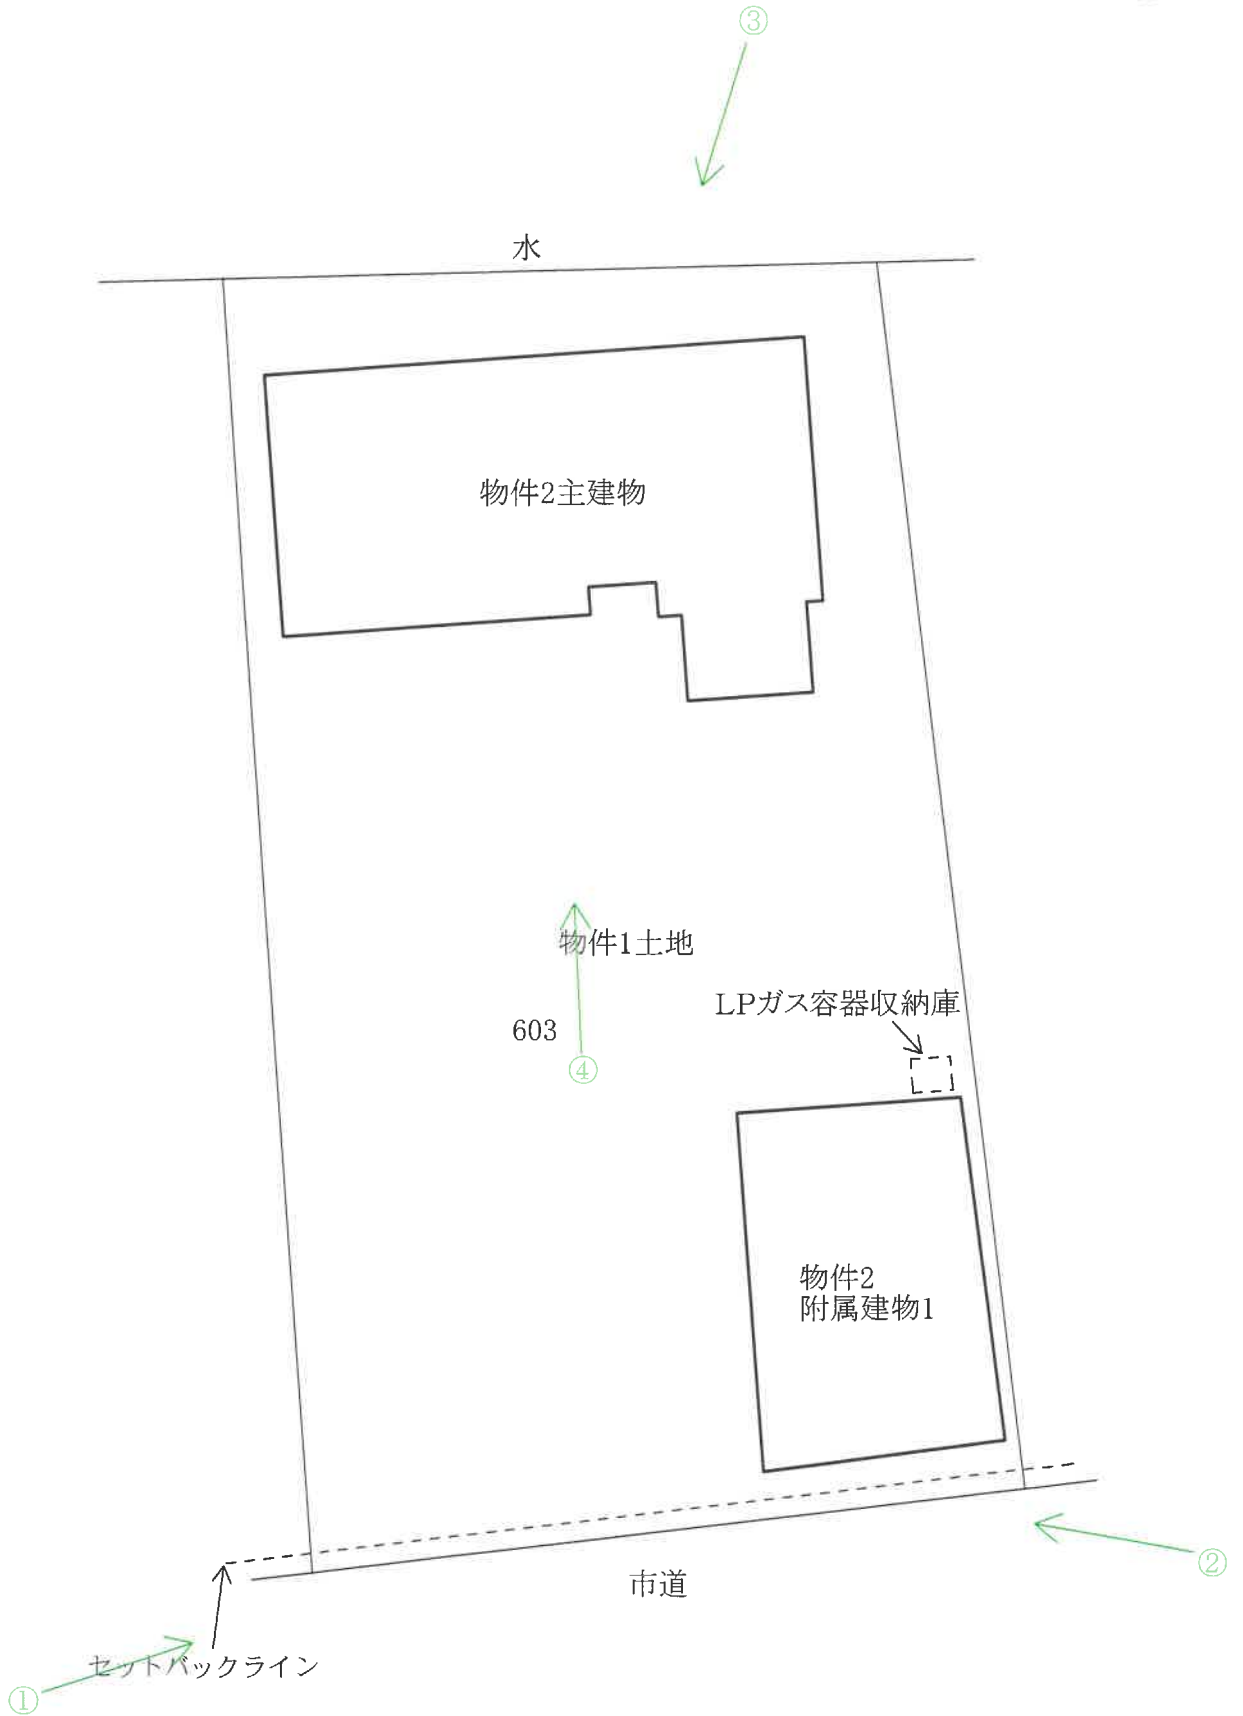 ③
水
物件2主建物
物件1土地
LPガス容器収納庫
603
④
物件2
附属建物1
市道
②
セットバックライン
①